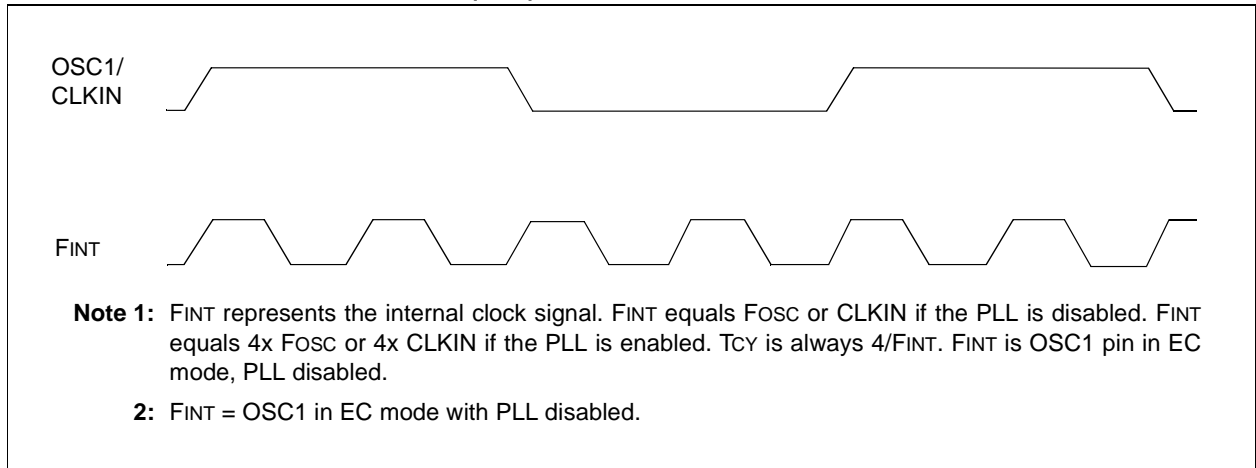 OSC1/
CLKIN
FINT
Note 1: FINT represents the internal clock signal. FINT equals FOSC or CLKIN if the PLL is disabled. FINT
equals 4x FOSC or 4x CLKIN if the PLL is enabled. TCY is always 4/FINT. FINT is OSC1 pin in EC
mode, PLL disabled.
2: FINT = OSC1 in EC mode with PLL disabled.